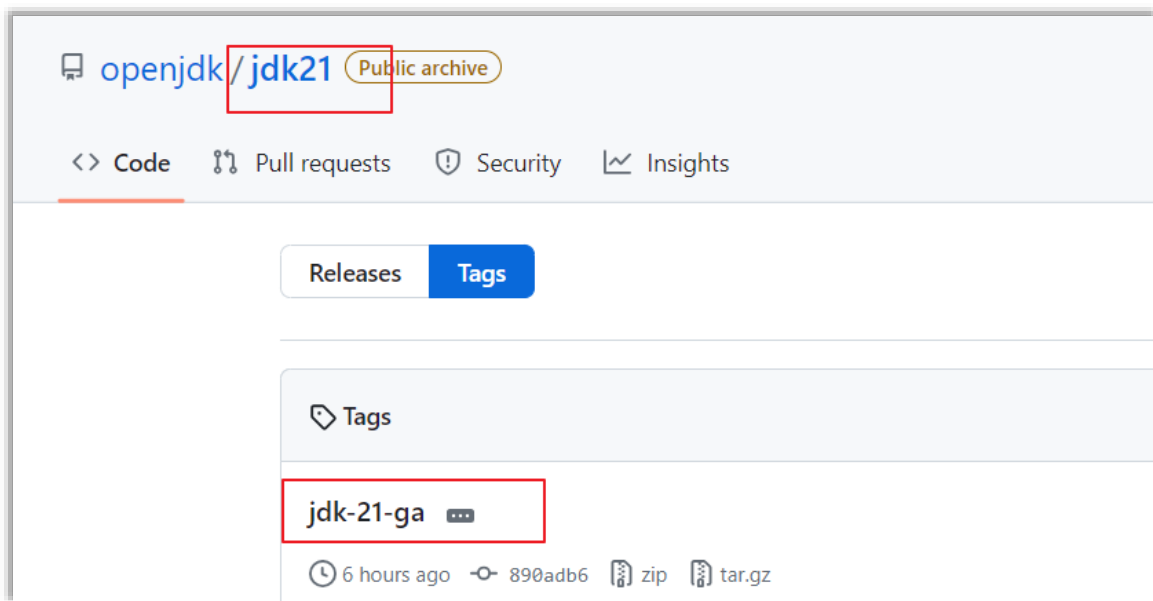 openjdk / jdk21 Public archive
<> Code Pull requests Security Insights
Releases Tags
Tags
jdk-21-ga ...
6 hours ago 890adb6 zip tar.gz